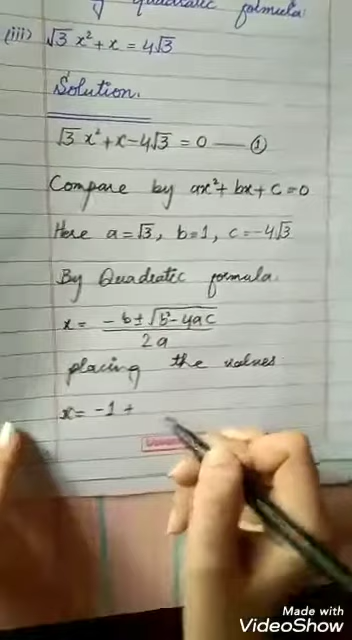 quadratic formula.
(iii) √3 x² + x = 4√3
Solution.
√3 x² + x - 4√3 = 0 — ①
Compare by ax² + bx + c = 0
Here a = √3, b = 1, c = -4√3
By Quadratic formula.
x = -b ± √b² - 4ac / 2a
placing the values
x = -1 +
Made with
VideoShow